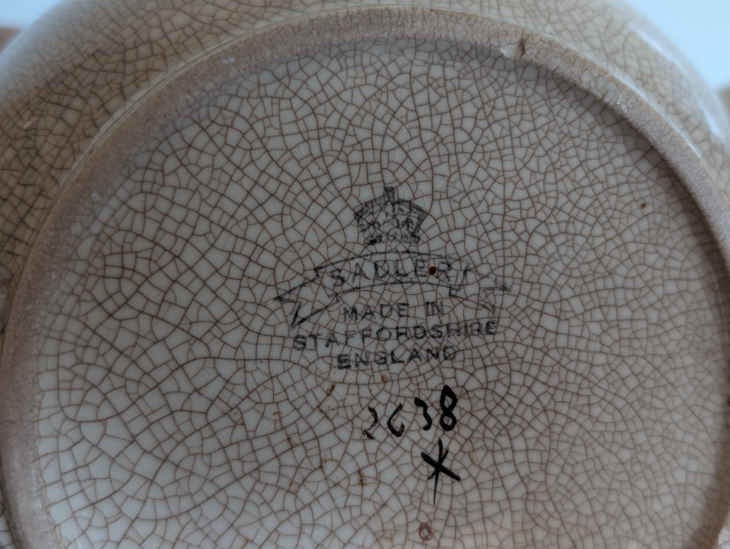 SADLER
MADE IN
STAFFORDSHIRE
ENGLAND
2638